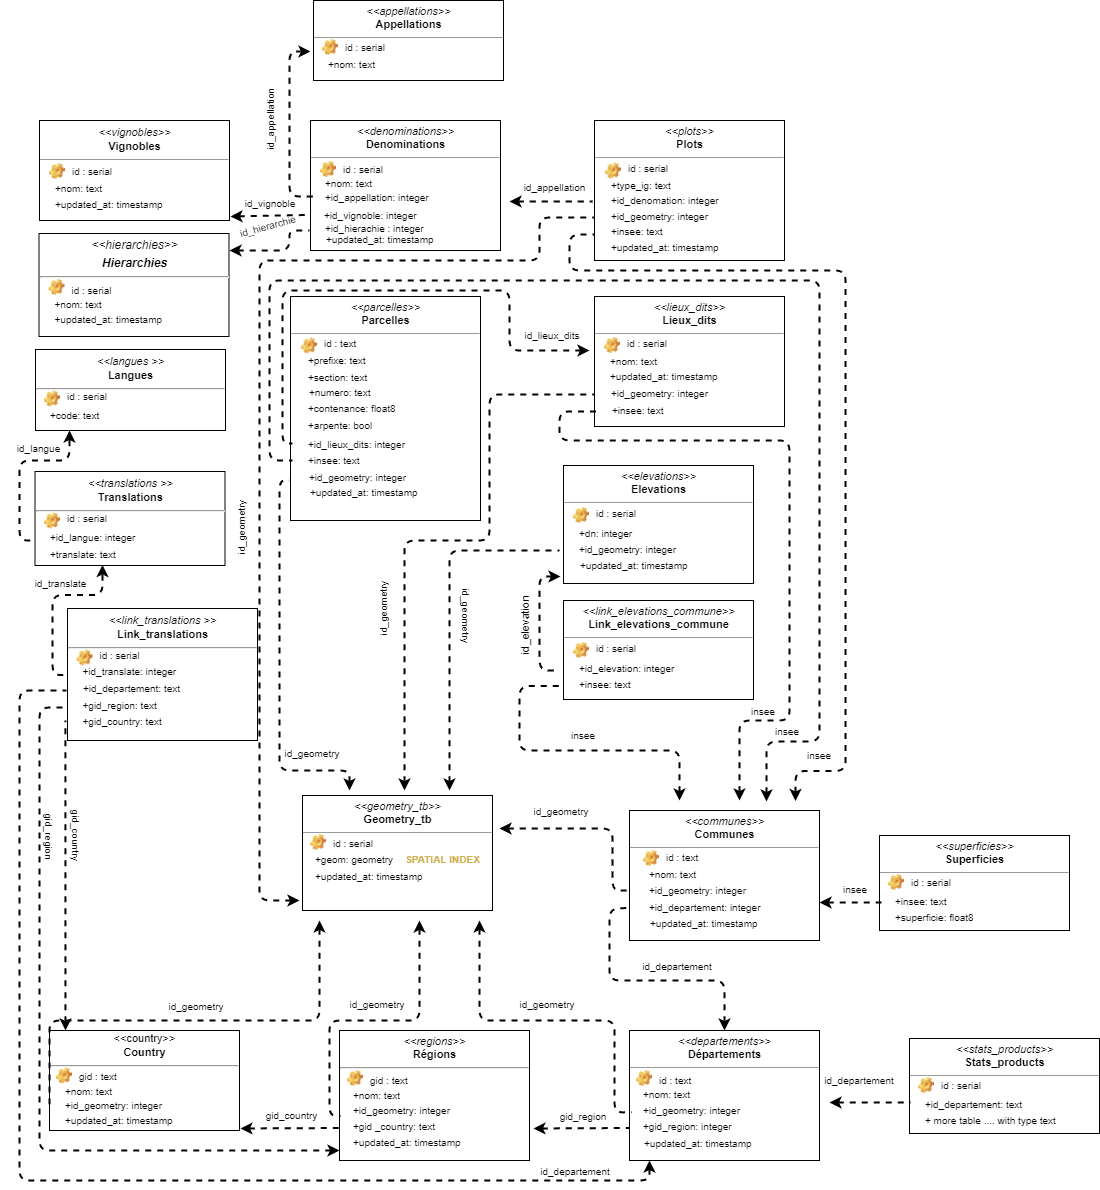 <<appellations>>
Appellations
id : serial
+nom: text
id_appellation
<<vignobles>>
Vignobles
id : serial
+nom: text
+updated_at: timestamp
<<denominations>>
Denominations
id : serial
+nom: text
+id_appellation: integer
+id_vignoble: integer
+id_hierachie : integer
+updated_at: timestamp
<<plots>>
Plots
id : serial
+type_ig: text
+id_denomation: integer
+id_geometry: integer
+insee: text
+updated_at: timestamp
id_appellation
id_vignoble
id_hierarchie
<<hierarchies>>
Hierarchies
id : serial
+nom: text
+updated_at: timestamp
<<parcelles>>
Parcelles
id : text
+prefixe: text
+section: text
+numero: text
+contenance: float8
+arpente: bool
+id_lieux_dits: integer
+insee: text
+id_geometry: integer
+updated_at: timestamp
id_lieux_dits
<<lieux_dits>>
Lieux_dits
id : serial
+nom: text
+updated_at: timestamp
+id_geometry: integer
+insee: text
<<langues >>
Langues
id : serial
+code: text
id_langue
<<translations >>
Translations
id : serial
+id_langue: integer
+translate: text
id_translate
<<elevations>>
Elevations
id : serial
+dn: integer
+id_geometry: integer
+updated_at: timestamp
id_geometry
id_geometry
id_geometry
id_elevation
<<link_elevations_commune>>
Link_elevations_commune
id : serial
+id_elevation: integer
+insee: text
<<link_translations >>
Link_translations
id : serial
+id_translate: integer
+id_departement: text
+gid_region: text
+gid_country: text
insee
insee
insee
insee
id_geometry
gid_region
gid_country
<<geometry_tb>>
Geometry_tb
id : serial
+geom: geometry SPATIAL INDEX
+updated_at: timestamp
id_geometry
<<communes>>
Communes
id : text
+nom: text
+id_geometry: integer
+id_departement: integer
+updated_at: timestamp
insee
<<superficies>>
Superficies
id : serial
+insee: text
+superficie: float8
id_departement
id_geometry
id_geometry
id_geometry
<<country>>
Country
gid : text
+nom: text
+id_geometry: integer
+updated_at: timestamp
gid_country
<<regions>>
Régions
gid : text
+nom: text
+id_geometry: integer
+gid _country: text
+updated_at: timestamp
gid_region
<<departements>>
Départements
id : text
+nom: text
+id_geometry: integer
+gid_region: integer
+updated_at: timestamp
id_departement
<<stats_products>>
Stats_products
id : serial
+id_departement: text
+ more table .... with type text
id_departement